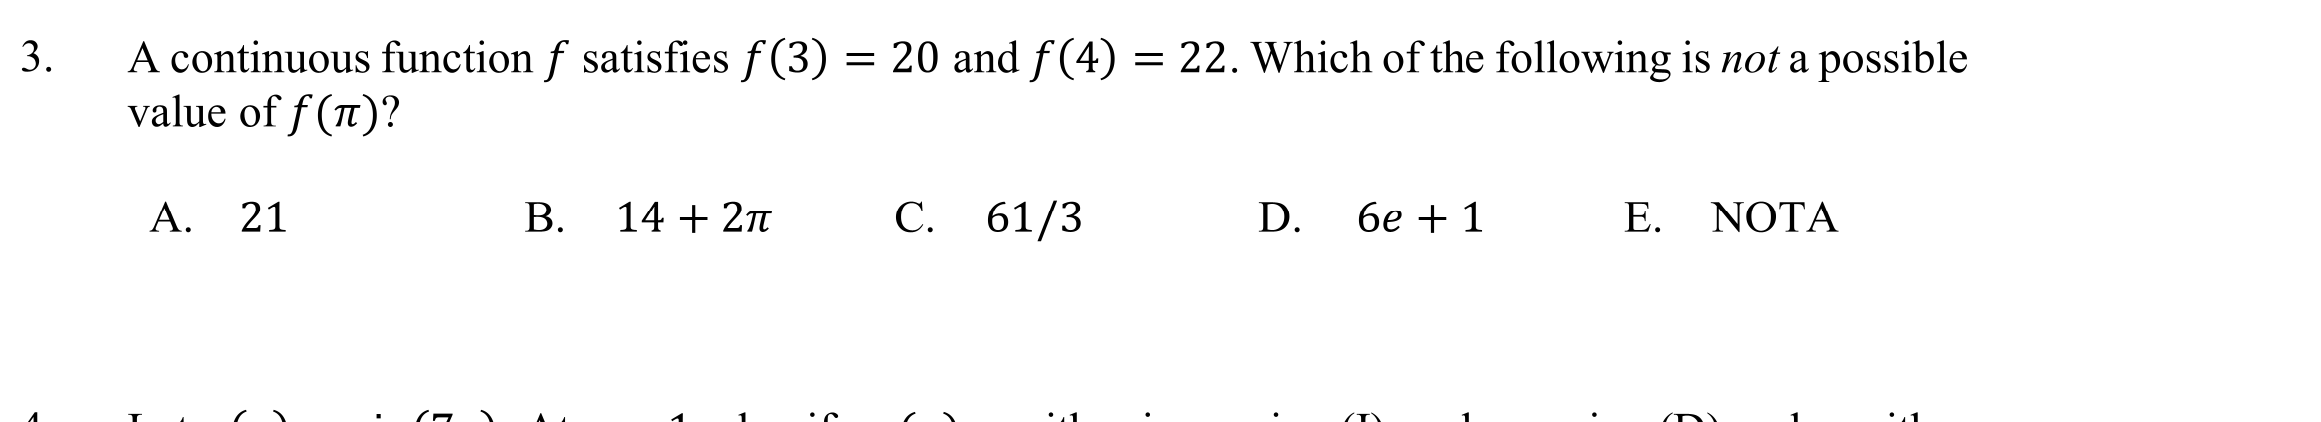 3. A continuous function f satisfies f(3) = 20 and f(4) = 22. Which of the following is not a possible
value of f(π)?
A. 21 B. 14 + 2π C. 61/3 D. 6e + 1 E. NOTA